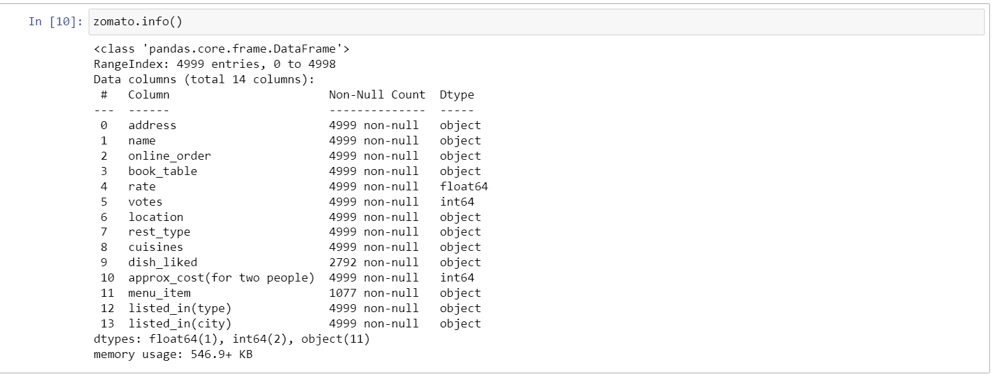 In [10]: zomato.info()
<class 'pandas.core.frame.DataFrame'>
RangeIndex: 4999 entries, 0 to 4998
Data columns (total 14 columns):
 #   Column                       Non-Null Count  Dtype
---  ------                       --------------  -----
 0   address                      4999 non-null   object
 1   name                         4999 non-null   object
 2   online_order                 4999 non-null   object
 3   book_table                   4999 non-null   object
 4   rate                         4999 non-null   float64
 5   votes                        4999 non-null   int64
 6   location                     4999 non-null   object
 7   rest_type                    4999 non-null   object
 8   cuisines                     4999 non-null   object
 9   dish_liked                   2792 non-null   object
 10  approx_cost(for two people)  4999 non-null   int64
 11  menu_item                    1077 non-null   object
 12  listed_in(type)              4999 non-null   object
 13  listed_in(city)              4999 non-null   object
dtypes: float64(1), int64(2), object(11)
memory usage: 546.9+ KB